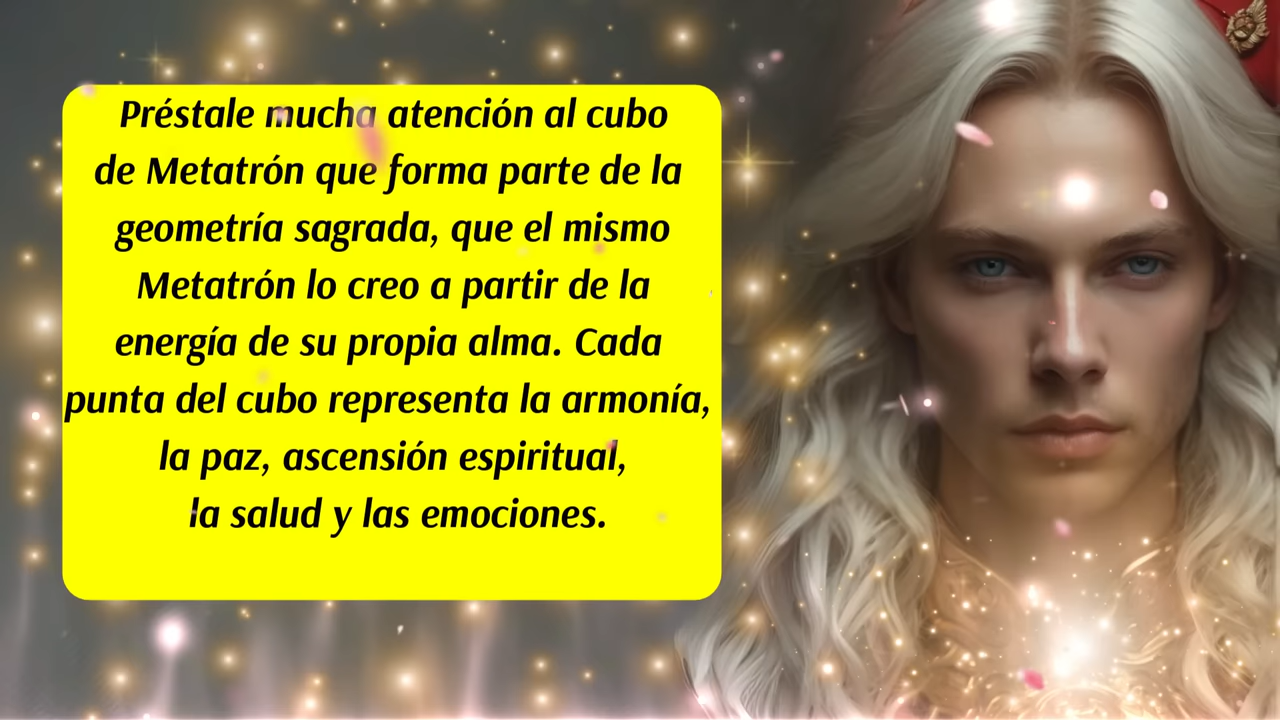 Préstale mucha atención al cubo
de Metatrón que forma parte de la
geometría sagrada, que el mismo
Metatrón lo creo a partir de la
energía de su propia alma. Cada
punta del cubo representa la armonía,
la paz, ascensión espiritual,
la salud y las emociones.